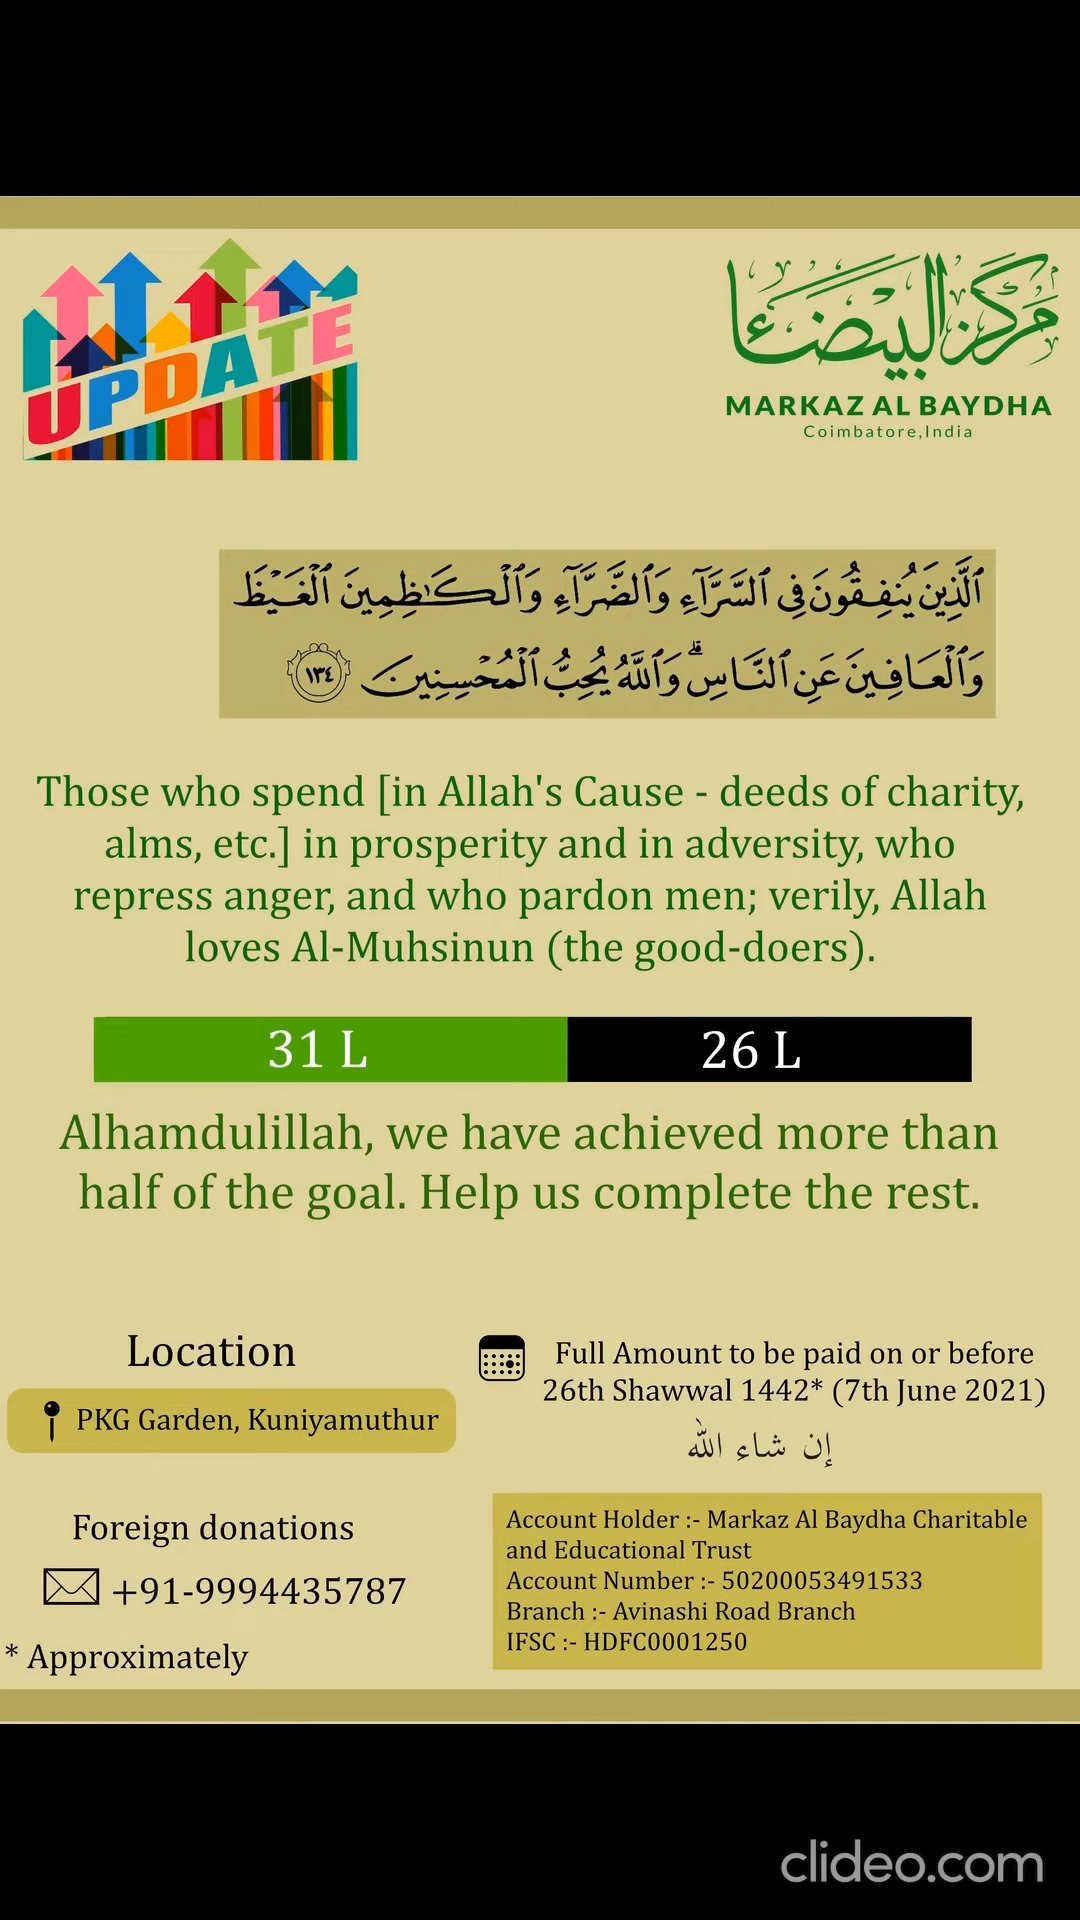 UPDATE
مركز البيضاء
MARKAZ AL BAYDHA
Coimbatore,India
ٱلَّذِينَ يُنفِقُونَ فِى ٱلسَّرَّآءِ وَٱلضَّرَّآءِ وَٱلْكَـٰظِمِينَ ٱلْغَيْظَ
وَٱلْعَافِينَ عَنِ ٱلنَّاسِ ۗ وَٱللَّهُ يُحِبُّ ٱلْمُحْسِنِينَ ١٣٤
Those who spend [in Allah's Cause - deeds of charity,
alms, etc.] in prosperity and in adversity, who
repress anger, and who pardon men; verily, Allah
loves Al-Muhsinun (the good-doers).
31 L 26 L
Alhamdulillah, we have achieved more than
half of the goal. Help us complete the rest.
Location
PKG Garden, Kuniyamuthur
Full Amount to be paid on or before
26th Shawwal 1442* (7th June 2021)
إن شاء الله
Foreign donations
+91-9994435787
* Approximately
Account Holder :- Markaz Al Baydha Charitable
and Educational Trust
Account Number :- 50200053491533
Branch :- Avinashi Road Branch
IFSC :- HDFC0001250
clideo.com